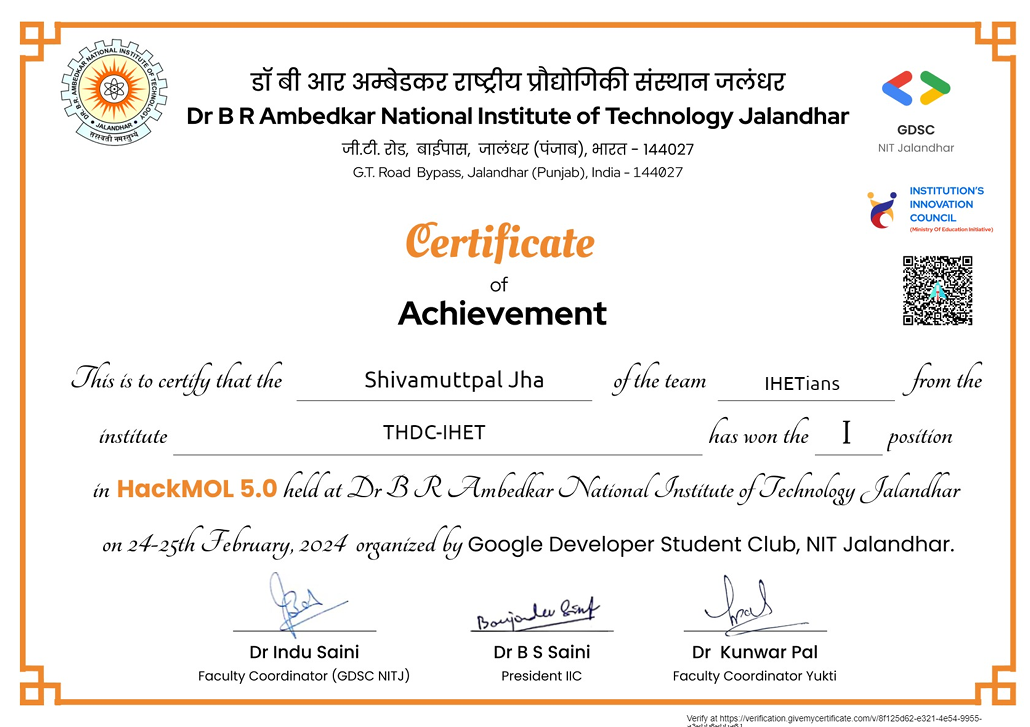 डॉ बी आर अम्बेडकर राष्ट्रीय प्रौद्योगिकी संस्थान जलंधर
Dr B R Ambedkar National Institute of Technology Jalandhar
जी.टी. रोड, बाईपास, जालंधर (पंजाब), भारत - 144027
G.T. Road Bypass, Jalandhar (Punjab), India - 144027
DR B R AMBEDKAR NATIONAL INSTITUTE OF TECHNOLOGY
JALANDHAR
GDSC
NIT Jalandhar
INSTITUTION'S
INNOVATION
COUNCIL
(Ministry Of Education Initiative)
Certificate
of
Achievement
This is to certify that the Shivamuttpal Jha of the team IHETians from the
institute THDC-IHET has won the I position
in HackMOL 5.0 held at Dr B R Ambedkar National Institute of Technology Jalandhar
on 24-25th February, 2024 organized by Google Developer Student Club, NIT Jalandhar.
Dr Indu Saini Dr B S Saini Dr Kunwar Pal
Faculty Coordinator (GDSC NITJ) President IIC Faculty Coordinator Yukti
Verify at https://verification.givemycertificate.com/v/8f125d62-e321-4e54-9955-